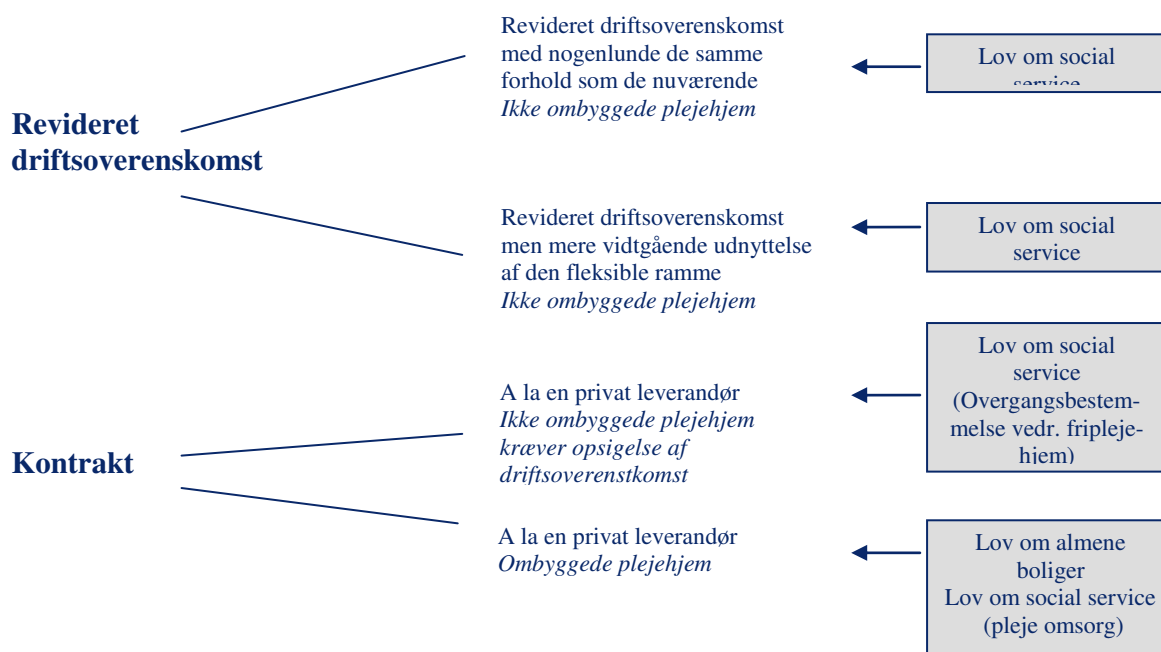 Revideret driftsoverenskomst
med nogenlunde de samme
forhold som de nuværende
Ikke ombyggede plejehjem
Lov om social
service
Revideret
driftsoverenskomst
Revideret driftsoverenskomst
men mere vidtgående udnyttelse
af den fleksible ramme
Ikke ombyggede plejehjem
Lov om social
service
A la en privat leverandør
Ikke ombyggede plejehjem
kræver opsigelse af
driftsoverenstkomst
Lov om social
service
(Overgangsbestem-
melse vedr. fripleje-
hjem)
Kontrakt
A la en privat leverandør
Ombyggede plejehjem
Lov om almene
boliger
Lov om social service
(pleje omsorg)